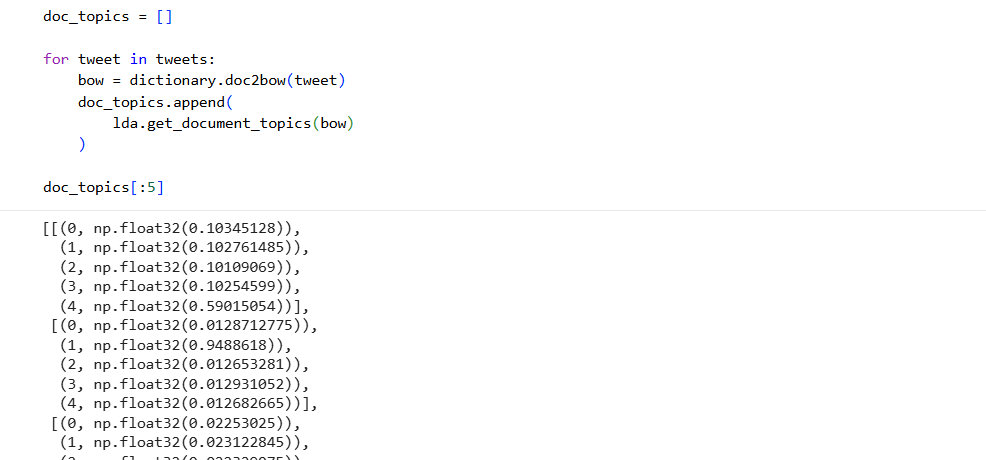 doc_topics = []
for tweet in tweets:
bow = dictionary.doc2bow(tweet)
doc_topics.append(
lda.get_document_topics(bow)
)
doc_topics[:5]
[[(0, np.float32(0.10345128)),
(1, np.float32(0.102761485)),
(2, np.float32(0.10109069)),
(3, np.float32(0.10254599)),
(4, np.float32(0.59015054))],
[(0, np.float32(0.0128712775)),
(1, np.float32(0.9488618)),
(2, np.float32(0.012653281)),
(3, np.float32(0.012931052)),
(4, np.float32(0.012682665))],
[(0, np.float32(0.02253025)),
(1, np.float32(0.023122845)),